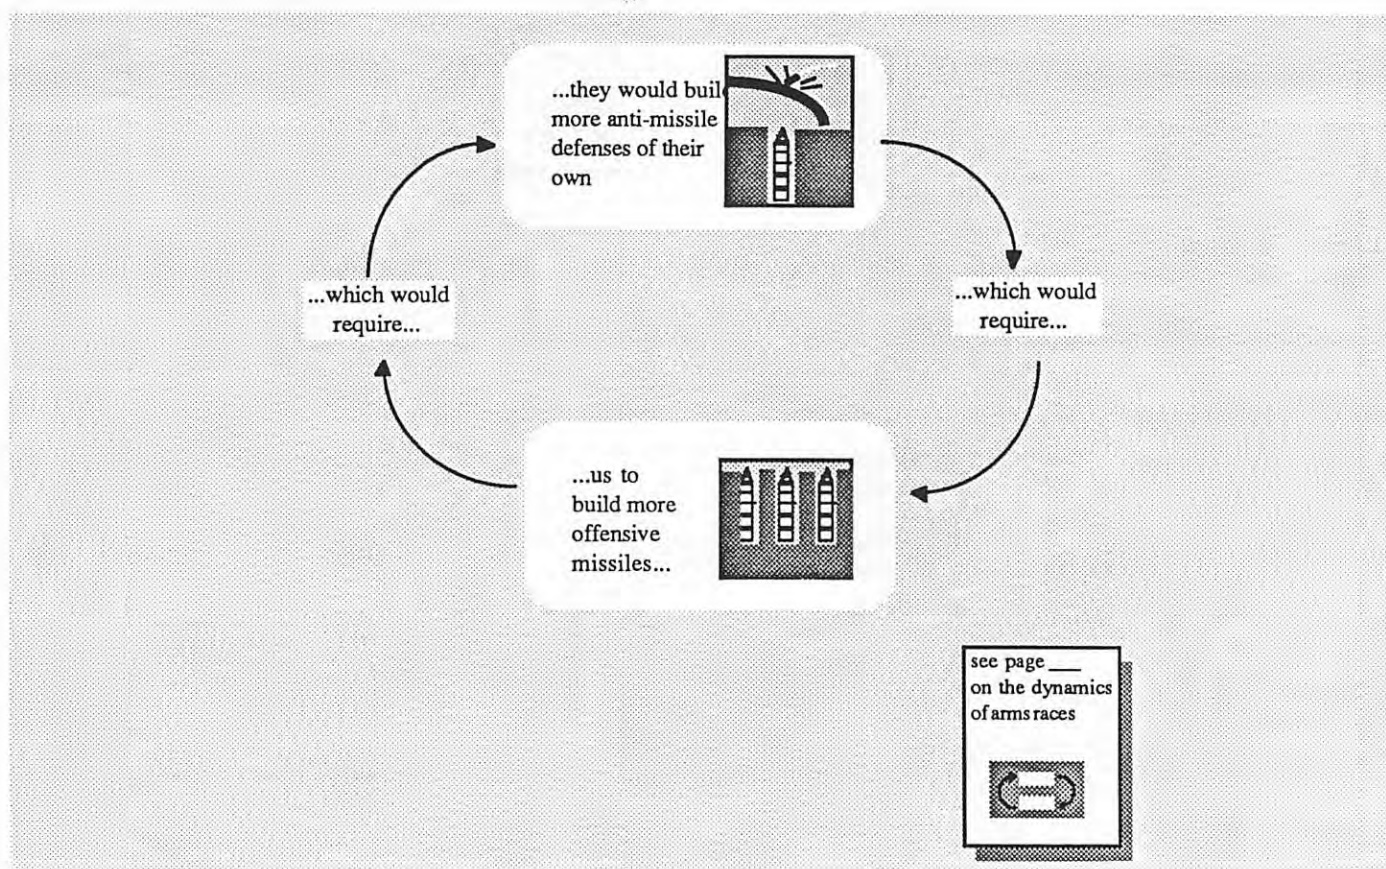 ...they would buil
more anti-missile
defenses of their
own
...which would
require...
...us to
build more
offensive
missiles...
...which would
require...
see page ___
on the dynamics
of arms races